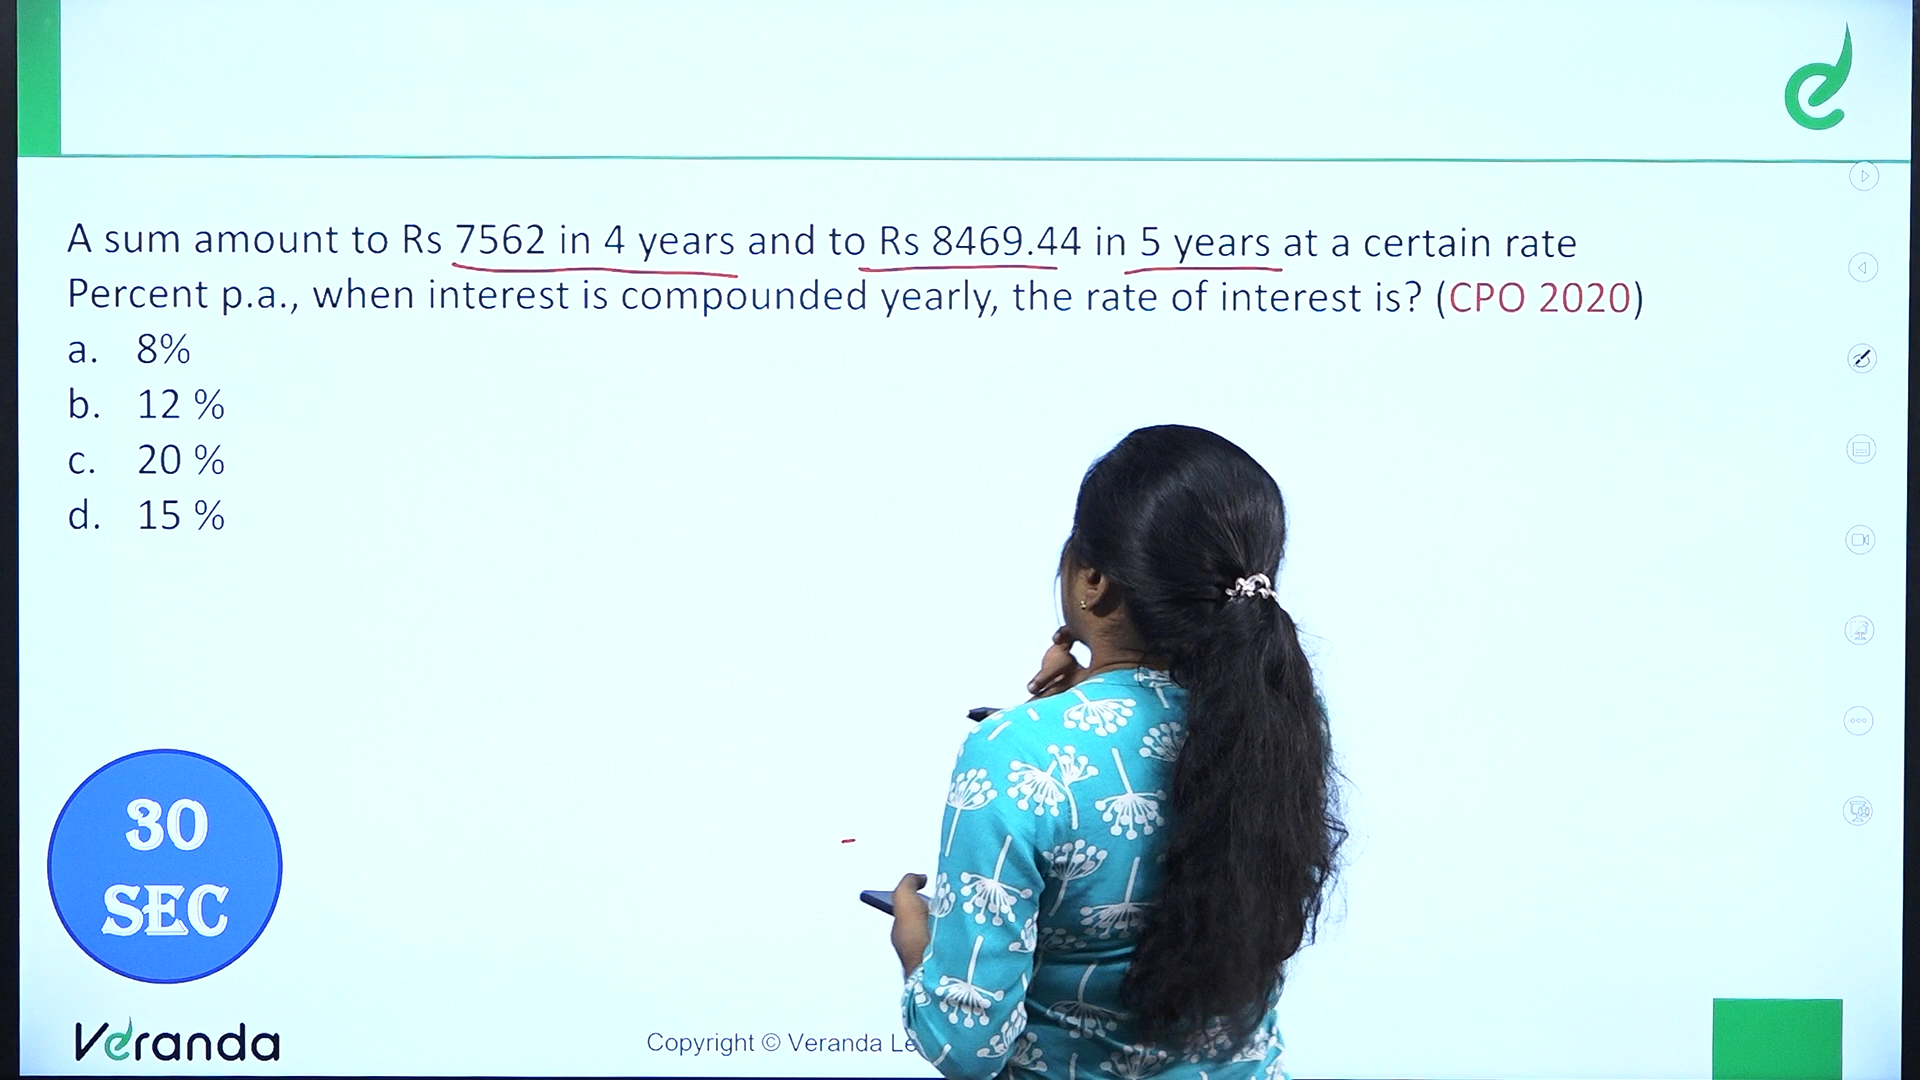 A sum amount to Rs 7562 in 4 years and to Rs 8469.44 in 5 years at a certain rate
Percent p.a., when interest is compounded yearly, the rate of interest is? (CPO 2020)
a. 8%
b. 12 %
c. 20 %
d. 15 %
30
SEC
Veranda
Copyright © Veranda